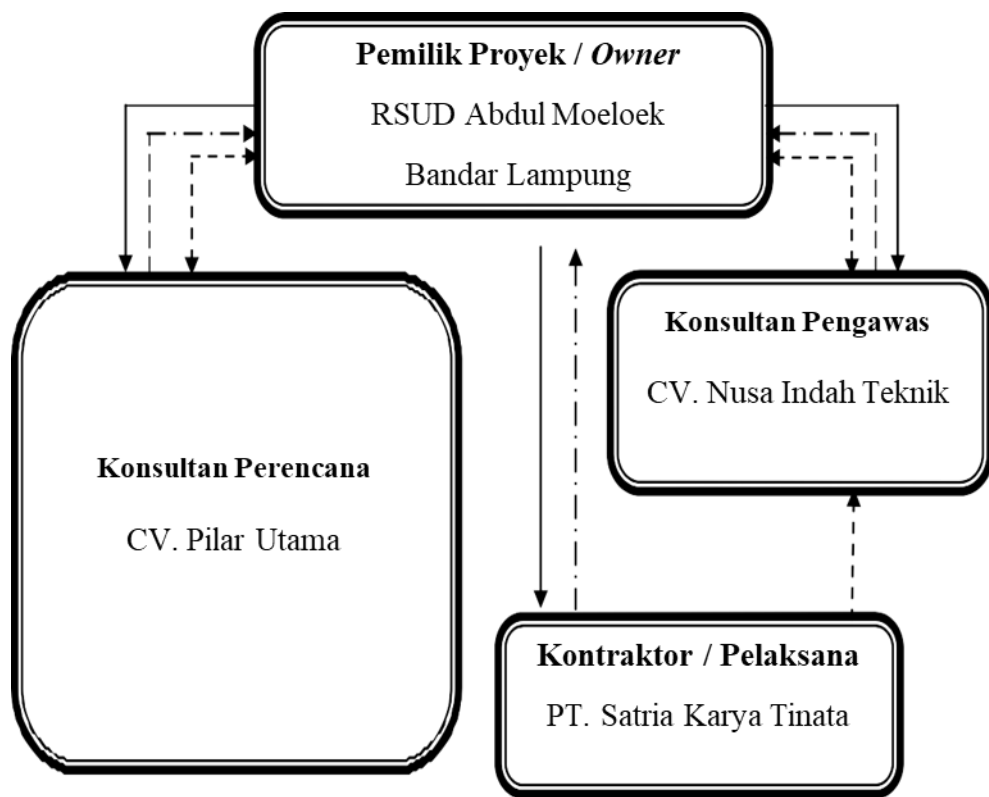 Pemilik Proyek / Owner
RSUD Abdul Moeloek
Bandar Lampung
Konsultan Pengawas
CV. Nusa Indah Teknik
Konsultan Perencana
CV. Pilar Utama
Kontraktor / Pelaksana
PT. Satria Karya Tinata